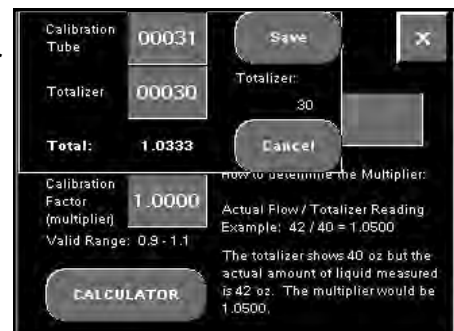 Calibration
Tube
00031
Save
X
Totalizer
00030
Totalizer:
30
Total: 1.0333
Cancel
How to determine the Multiplier:
Calibration
Factor
(multiplier)
1.0000
Valid Range: 0.9 - 1.1
Actual Flow / Totalizer Reading
Example: 42 / 40 = 1.0500
The totalizer shows 40 oz but the
actual amount of liquid measured
is 42 oz. The multiplier would be
1.0500.
CALCULATOR